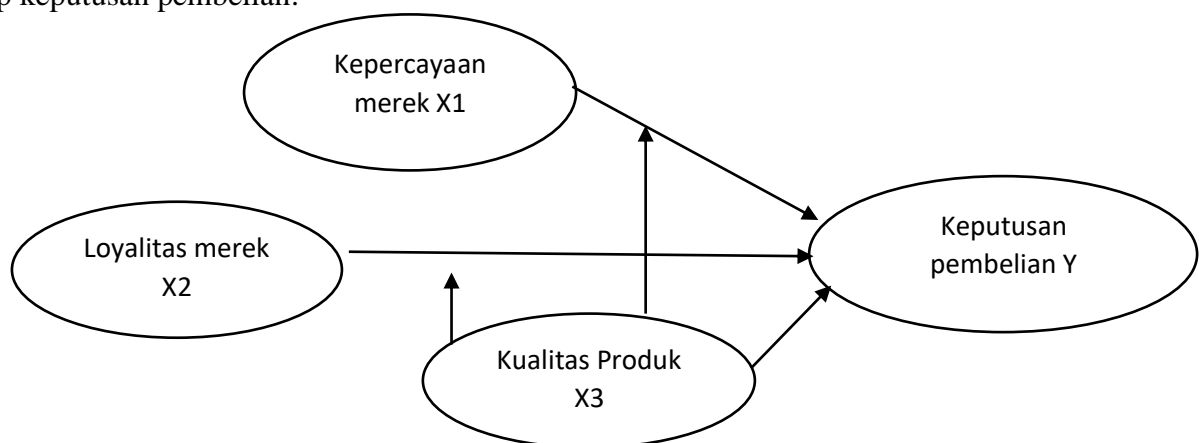 keputusan pembelian.
Kepercayaan
merek X1
Loyalitas merek
X2
Keputusan
pembelian Y
Kualitas Produk
X3